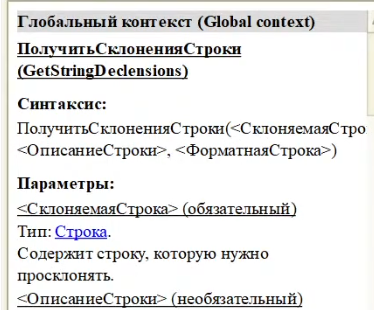 Глобальный контекст (Global context)
ПолучитьСклоненияСтроки
(GetStringDeclensions)
Синтаксис:
ПолучитьСклоненияСтроки(<СклоняемаяСтро
<ОписаниеСтроки>, <ФорматнаяСтрока>)
Параметры:
<СклоняемаяСтрока> (обязательный)
Тип: Строка.
Содержит строку, которую нужно
просклонять.
<ОписаниеСтроки> (необязательный)